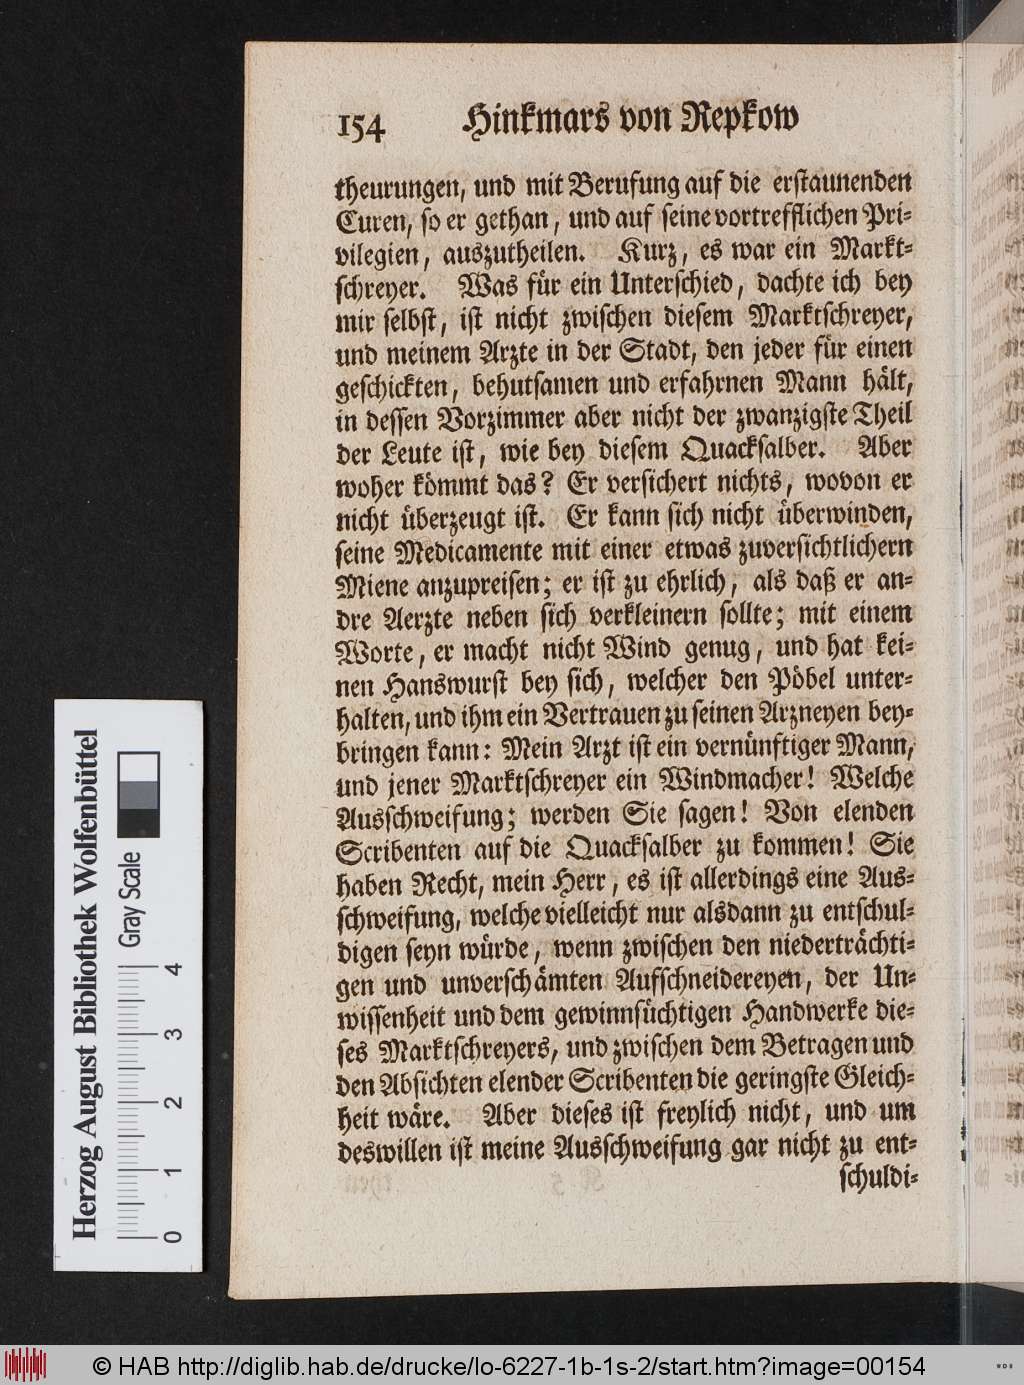 154 Hinkmars von Repkow
theurungen, und mit Berufung auf die erstaunenden
Curen, so er gethan, und auf seine vortrefflichen Pri-
vilegien, auszutheilen. Kurz, es war ein Markt-
schreyer. Was für ein Unterschied, dachte ich bey
mir selbst, ist nicht zwischen diesem Marktschreyer,
und meinem Arzte in der Stadt, den jeder für einen
geschickten, behutsamen und erfahrnen Mann hält,
in dessen Vorzimmer aber nicht der zwanzigste Theil
der Leute ist, wie bey diesem Quacksalber. Aber
woher kömmt das? Er versichert nichts, wovon er
nicht überzeugt ist. Er kann sich nicht überwinden,
seine Medicamente mit einer etwas zuversichtlichern
Miene anzupreisen; er ist zu ehrlich, als daß er an-
dre Aerzte neben sich verkleinern sollte; mit einem
Worte, er macht nicht Wind genug, und hat kei-
nen Hanswurst bey sich, welcher den Pöbel unter-
halten, und ihm ein Vertrauen zu seinen Arzneyen bey-
bringen kann: Mein Arzt ist ein vernünftiger Mann,
und jener Marktschreyer ein Windmacher! Welche
Ausschweifung; werden Sie sagen! Von elenden
Scribenten auf die Quacksalber zu kommen! Sie
haben Recht, mein Herr, es ist allerdings eine Aus-
schweifung, welche vielleicht nur alsdann zu entschul-
digen seyn würde, wenn zwischen den niederträchti-
gen und unverschämten Aufschneidereyen, der Un-
wissenheit und dem gewinnsüchtigen Handwerke die-
ses Marktschreyers, und zwischen dem Betragen und
den Absichten elender Scribenten die geringste Gleich-
heit wäre. Aber dieses ist freylich nicht, und um
deswillen ist meine Ausschweifung gar nicht zu ent-
schuldi-
Herzog August Bibliothek Wolfenbüttel
Gray Scale
0 1 2 3 4
© HAB http://diglib.hab.de/drucke/lo-6227-1b-1s-2/start.htm?image=00154